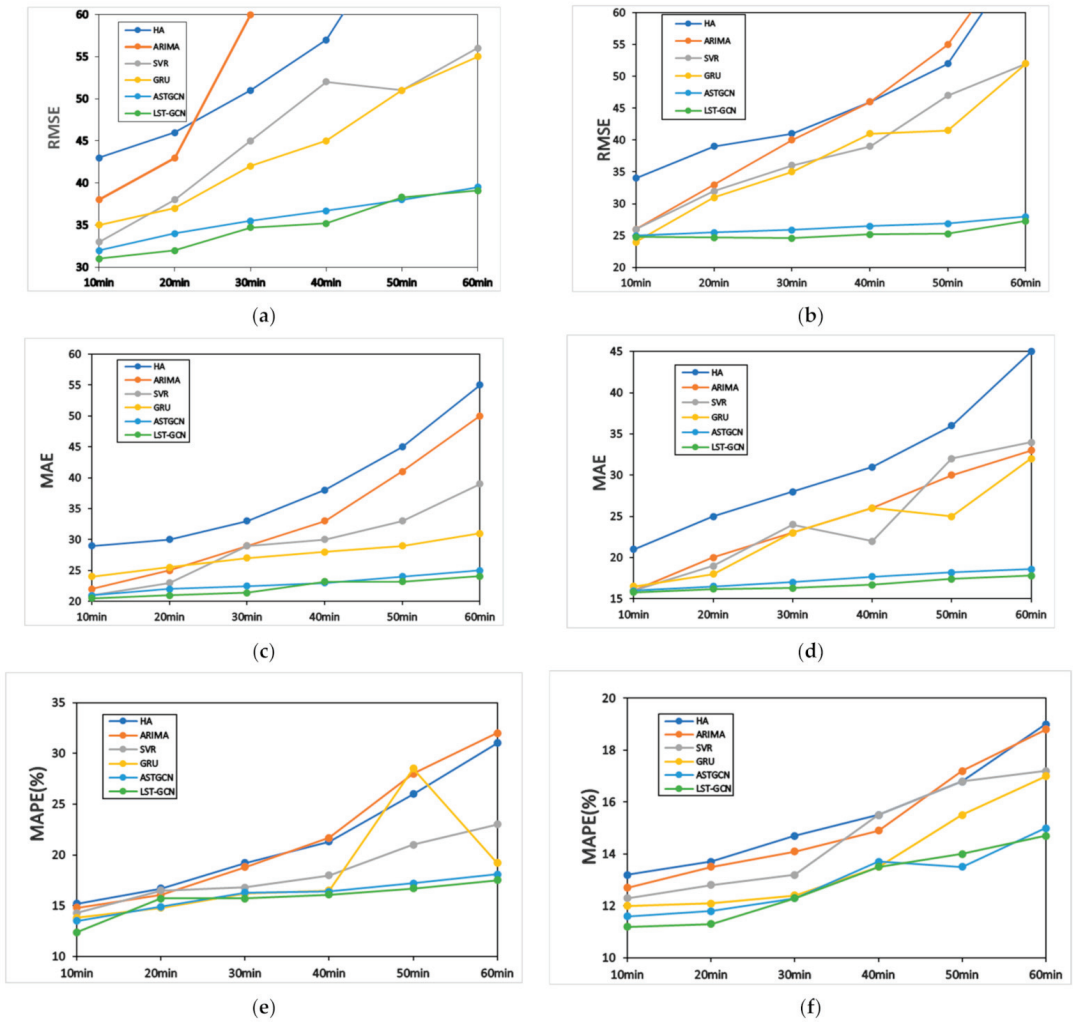 60
55
50
45
40
35
30
RMSE
HA
ARIMA
SVR
GRU
ASTGCN
LST-GCN
10min 20min 30min 40min 50min 60min
(a)
60
55
50
45
40
35
30
25
20
RMSE
HA
ARIMA
SVR
GRU
ASTGCN
LST-GCN
10min 20min 30min 40min 50min 60min
(b)
60
55
50
45
40
35
30
25
20
MAE
HA
ARIMA
SVR
GRU
ASTGCN
LST-GCN
10min 20min 30min 40min 50min 60min
(c)
45
40
35
30
25
20
15
MAE
HA
ARIMA
SVR
GRU
ASTGCN
LST-GCN
10min 20min 30min 40min 50min 60min
(d)
35
30
25
20
15
10
MAPE(%)
HA
ARIMA
SVR
GRU
ASTGCN
LST-GCN
10min 20min 30min 40min 50min 60min
(e)
20
18
16
14
12
10
MAPE(%)
HA
ARIMA
SVR
GRU
ASTGCN
LST-GCN
10min 20min 30min 40min 50min 60min
(f)